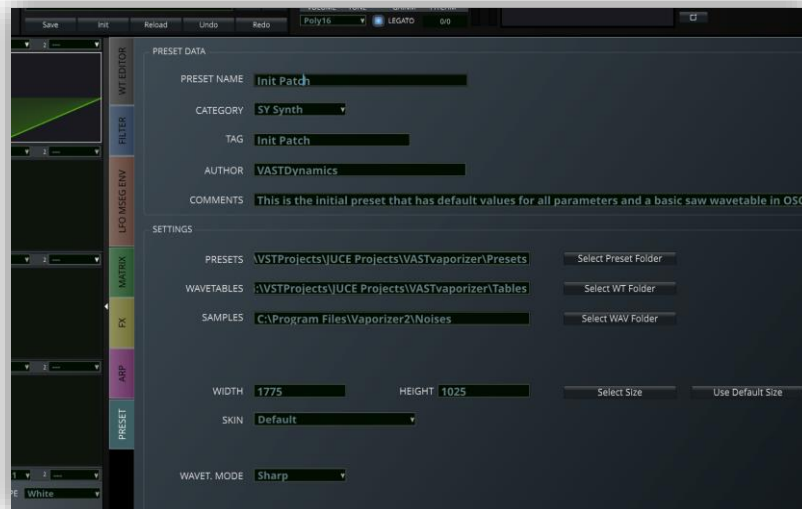 Save Init Reload Undo Redo Poly16 LEGATO 0/0
PRESET DATA
PRESET NAME Init Patch
CATEGORY SY Synth
TAG Init Patch
AUTHOR VASTDynamics
COMMENTS This is the initial preset that has default values for all parameters and a basic saw wavetable in OSC
SETTINGS
PRESETS \VSTProjects\JUCE Projects\VASTvaporizer\Presets Select Preset Folder
WAVETABLES :\VSTProjects\JUCE Projects\VASTvaporizer\Tables Select WT Folder
SAMPLES C:\Program Files\Vaporizer2\Noises Select WAV Folder
WIDTH 1775 HEIGHT 1025 Select Size Use Default Size
SKIN Default
WAVET. MODE Sharp
WT EDITOR
FILTER
LFO MSEG ENV
MATRIX
FX
ARP
PRESET
White